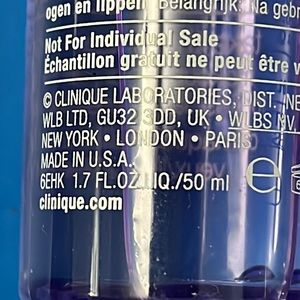 ogen en lippen. Belangrijk: Na gebr
Not For Individual Sale
Échantillon gratuit ne peut être v
© CLINIQUE LABORATORIES, DIST. NE
WLB LTD, GU32 3DD, UK • WLBS NV
NEW YORK • LONDON • PARIS
MADE IN U.S.A.
6EHK 1.7 FL.OZ.LIQ./50 ml e
clinique.com